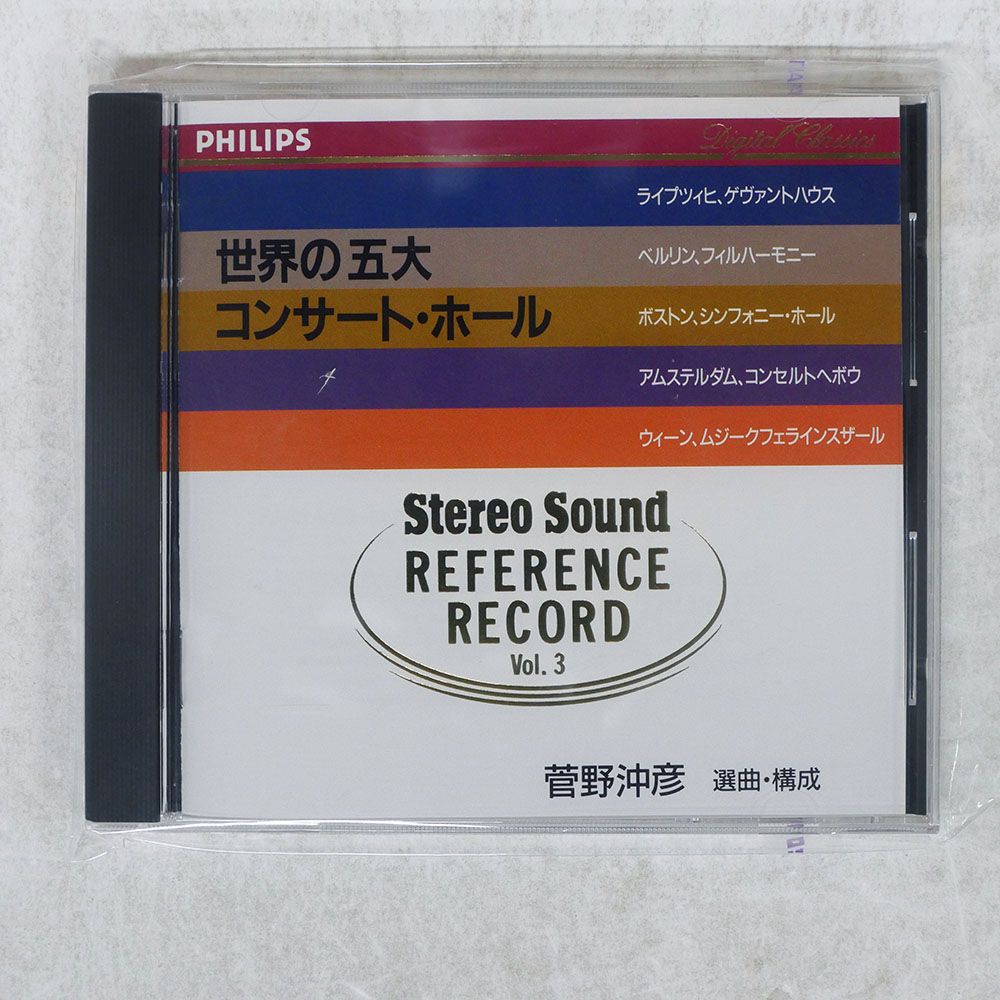 PHILIPS
Digital Classics
ライプツィヒ、ゲヴァントハウス
世界の五大
ベルリン、フィルハーモニー
コンサート・ホール
ボストン、シンフォニー・ホール
アムステルダム、コンセルトヘボウ
ウィーン、ムジークフェラインスザール
Stereo Sound
REFERENCE
RECORD
Vol. 3
菅野沖彦 選曲・構成